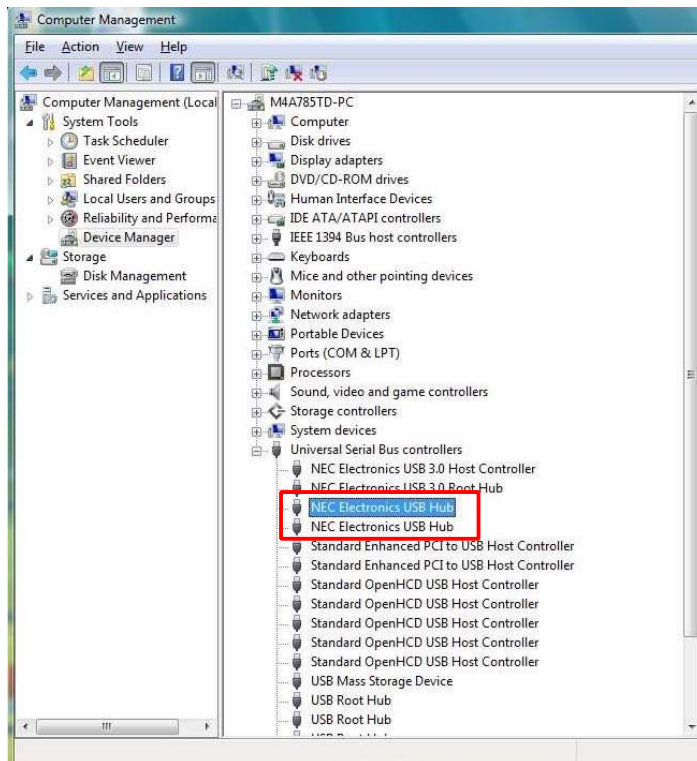 Computer Management
File Action View Help
Computer Management (Local
System Tools
Task Scheduler
Event Viewer
Shared Folders
Local Users and Groups
Reliability and Performa
Device Manager
Storage
Disk Management
Services and Applications
M4A785TD-PC
Computer
Disk drives
Display adapters
DVD/CD-ROM drives
Human Interface Devices
IDE ATA/ATAPI controllers
IEEE 1394 Bus host controllers
Keyboards
Mice and other pointing devices
Monitors
Network adapters
Portable Devices
Ports (COM & LPT)
Processors
Sound, video and game controllers
Storage controllers
System devices
Universal Serial Bus controllers
NEC Electronics USB 3.0 Host Controller
NEC Electronics USB 3.0 Root Hub
NEC Electronics USB Hub
NEC Electronics USB Hub
Standard Enhanced PCI to USB Host Controller
Standard Enhanced PCI to USB Host Controller
Standard OpenHCD USB Host Controller
Standard OpenHCD USB Host Controller
Standard OpenHCD USB Host Controller
Standard OpenHCD USB Host Controller
Standard OpenHCD USB Host Controller
USB Mass Storage Device
USB Root Hub
USB Root Hub